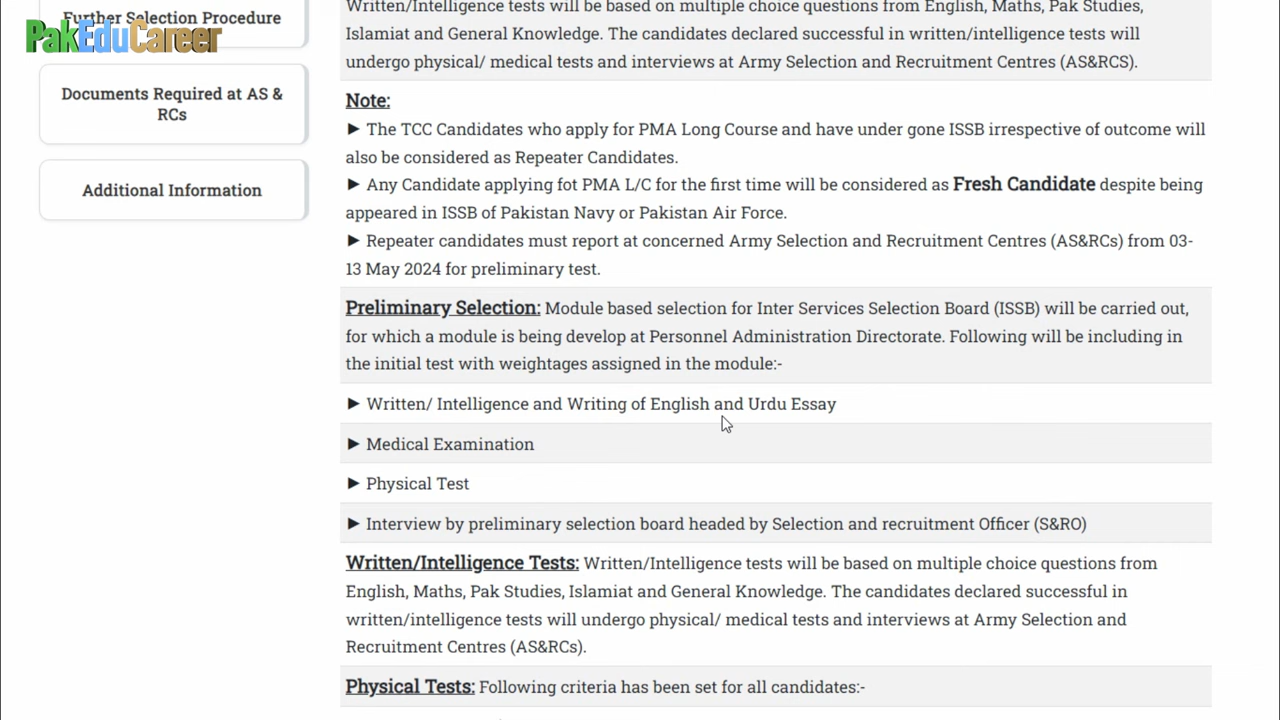 Further Selection Procedure
PakEduCareer
Documents Required at AS &
RCs
Additional Information
Written/Intelligence tests will be based on multiple choice questions from English, Maths, Pak Studies,
Islamiat and General Knowledge. The candidates declared successful in written/intelligence tests will
undergo physical/ medical tests and interviews at Army Selection and Recruitment Centres (AS&RCS).
Note:
► The TCC Candidates who apply for PMA Long Course and have under gone ISSB irrespective of outcome will
also be considered as Repeater Candidates.
► Any Candidate applying fot PMA L/C for the first time will be considered as Fresh Candidate despite being
appeared in ISSB of Pakistan Navy or Pakistan Air Force.
► Repeater candidates must report at concerned Army Selection and Recruitment Centres (AS&RCs) from 03-
13 May 2024 for preliminary test.
Preliminary Selection: Module based selection for Inter Services Selection Board (ISSB) will be carried out,
for which a module is being develop at Personnel Administration Directorate. Following will be including in
the initial test with weightages assigned in the module:-
► Written/ Intelligence and Writing of English and Urdu Essay
► Medical Examination
► Physical Test
► Interview by preliminary selection board headed by Selection and recruitment Officer (S&RO)
Written/Intelligence Tests: Written/Intelligence tests will be based on multiple choice questions from
English, Maths, Pak Studies, Islamiat and General Knowledge. The candidates declared successful in
written/intelligence tests will undergo physical/ medical tests and interviews at Army Selection and
Recruitment Centres (AS&RCs).
Physical Tests: Following criteria has been set for all candidates:-